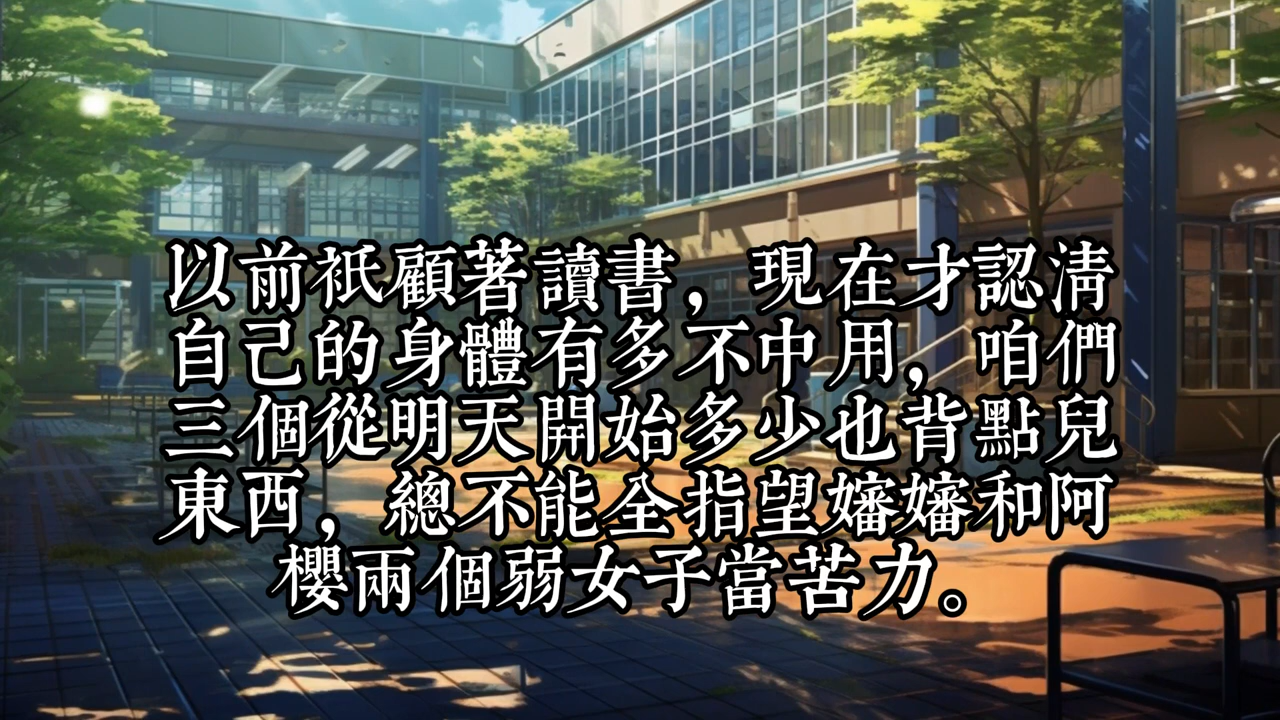 以前衹顧著讀書，現在才認清
自己的身體有多不中用，咱們
三個從明天開始多少也背點兒
東西，總不能全指望嬸嬸和阿
櫻兩個弱女子當苦力。